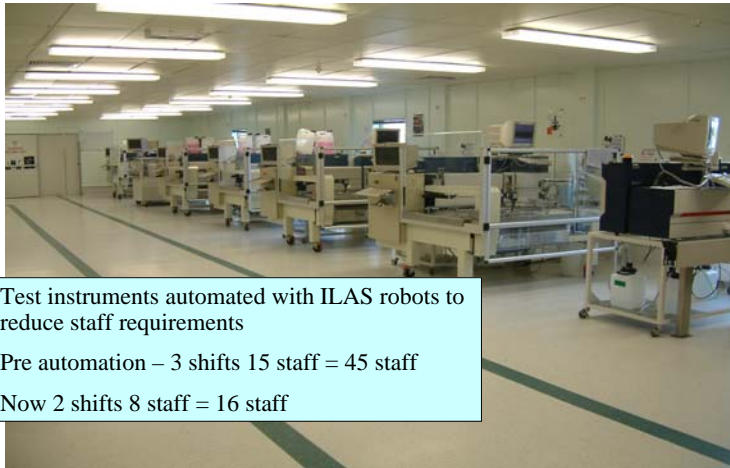 Test instruments automated with ILAS robots to
reduce staff requirements
Pre automation – 3 shifts 15 staff = 45 staff
Now 2 shifts 8 staff = 16 staff